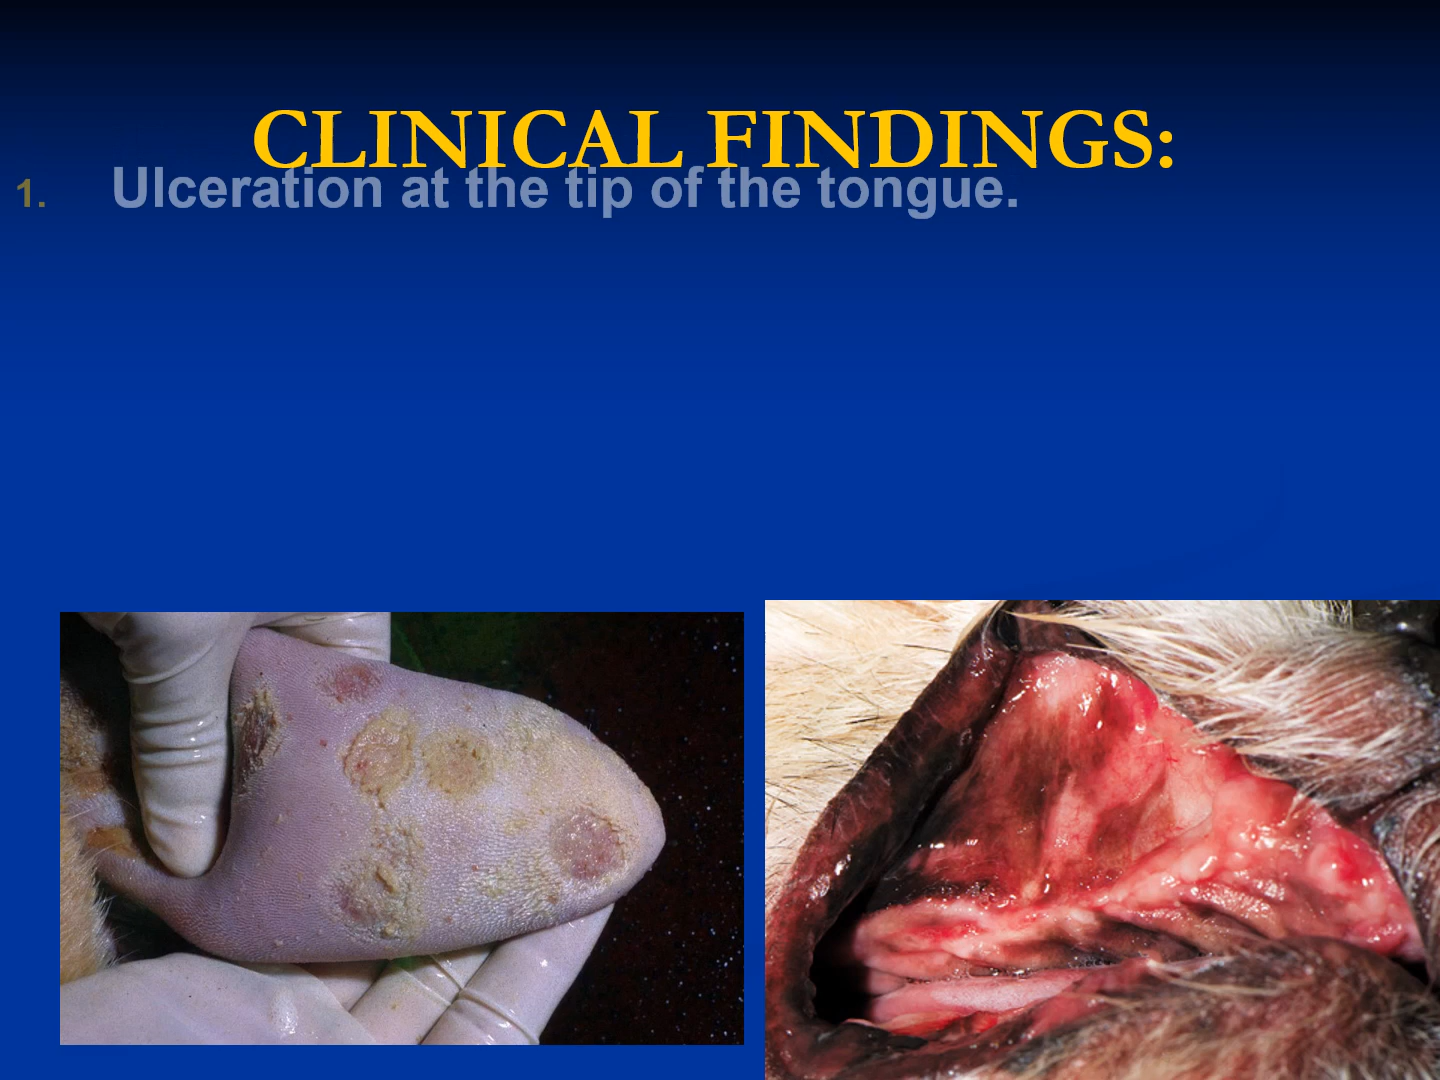 CLINICAL FINDINGS:
1. Ulceration at the tip of the tongue.